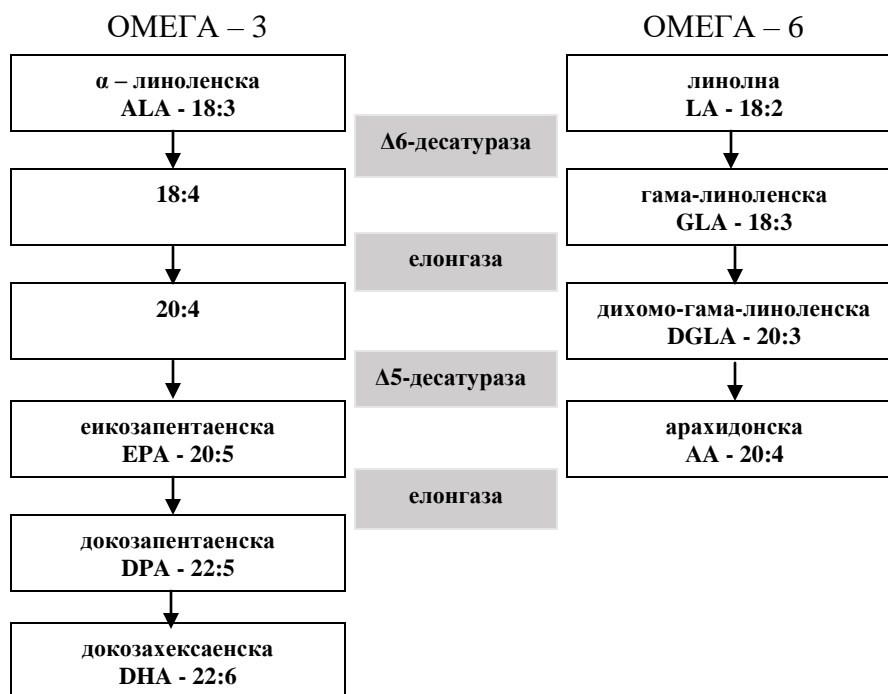 ОМЕГА – 3
ОМЕГА – 6
α – линоленска
ALA - 18:3
линолна
LA - 18:2
Δ6-десатураза
18:4
гама-линоленска
GLA - 18:3
елонгаза
20:4
дихомо-гама-линоленска
DGLA - 20:3
Δ5-десатураза
еикозапентаенска
EPA - 20:5
арахидонска
AA - 20:4
елонгаза
докозапентаенска
DPA - 22:5
докозахексаенска
DHA - 22:6